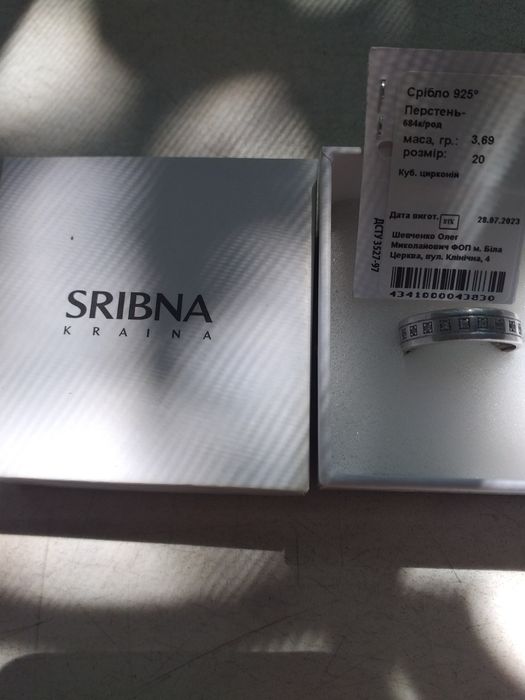 SRIBNA
KRAINA
Срібло 925°
Перстень-
684к/род
маса, гр.: 3,69
розмір: 20
Куб. цирконій
Дата вигот. 28.07.2023
Шевченко Олег
Миколайович ФОП м. Біла
Церква, вул. Клінічна, 4
4341000043830
ДСТУ 3527-97